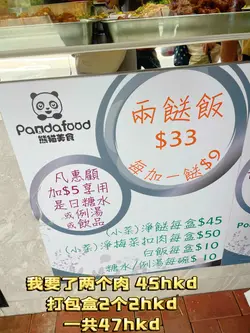 Pandafood
熊貓美食
兩餸飯
$33
每加一餸$9
凡惠顧
加$5享用
是日糖水
或例湯
或飲品
(小菜)淨餸每盒$45
(小菜)淨梅菜扣肉每盒$50
白飯每盒$10
糖水/例湯每碗$10
我要了两个肉 45hkd
打包盒2个2hkd
一共47hkd